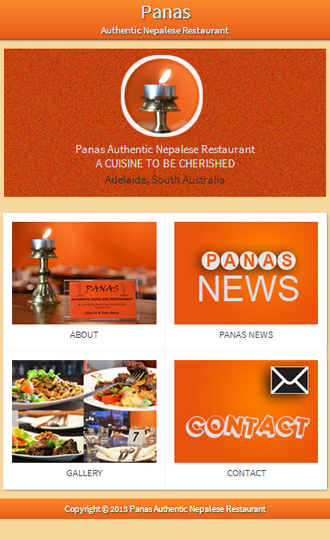 Panas
Authentic Nepalese Restaurant
Panas Authentic Nepalese Restaurant
A CUISINE TO BE CHERISHED
Adelaide, South Australia
PANAS
AUTHENTIC NEPALESE RESTAURANT
ABOUT
PANAS
NEWS
PANAS NEWS
7
GALLERY
CONTACT
CONTACT
Copyright © 2013 Panas Authentic Nepalese Restaurant